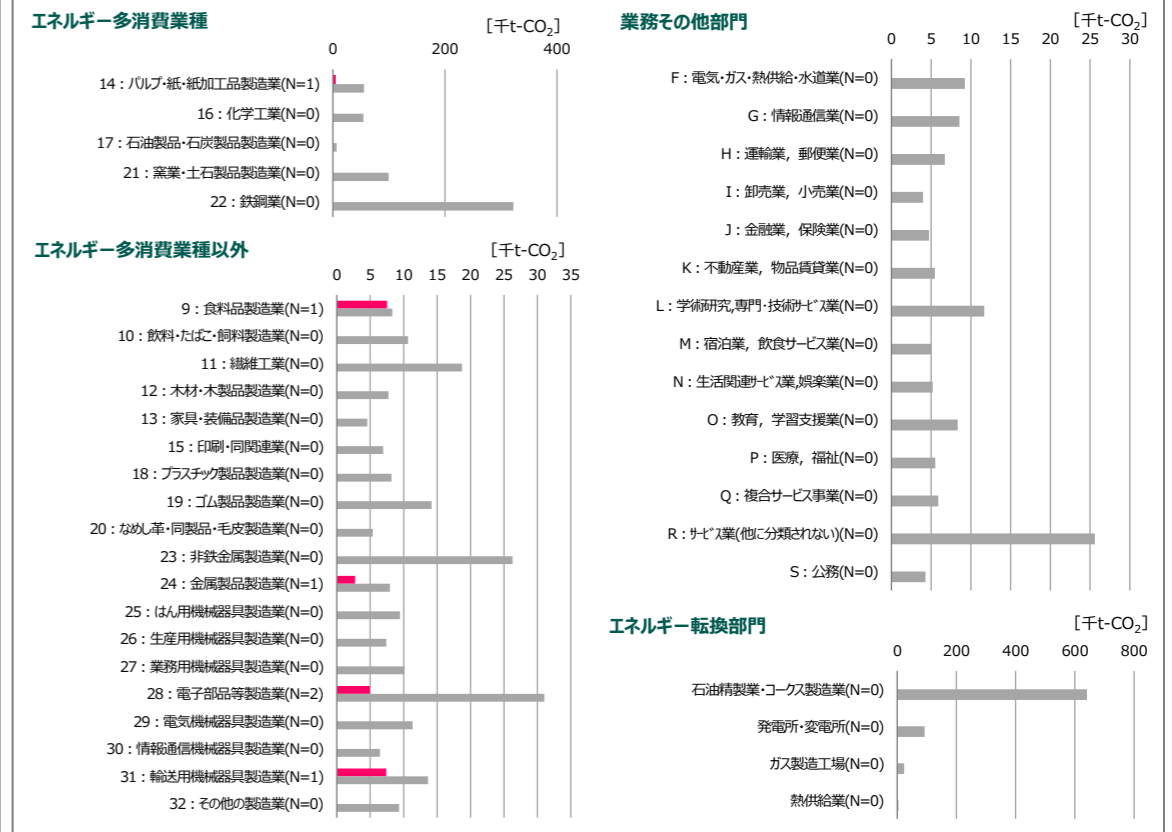 エネルギー多消費業種
[千t-CO2]
0 200 400
14：パルプ・紙・紙加工品製造業(N=1)
16：化学工業(N=0)
17：石油製品・石炭製品製造業(N=0)
21：窯業・土石製品製造業(N=0)
22：鉄鋼業(N=0)
エネルギー多消費業種以外
[千t-CO2]
0 5 10 15 20 25 30 35
9：食料品製造業(N=1)
10：飲料・たばこ・飼料製造業(N=0)
11：繊維工業(N=0)
12：木材・木製品製造業(N=0)
13：家具・装備品製造業(N=0)
15：印刷・同関連業(N=0)
18：プラスチック製品製造業(N=0)
19：ゴム製品製造業(N=0)
20：なめし革・同製品・毛皮製造業(N=0)
23：非鉄金属製造業(N=0)
24：金属製品製造業(N=1)
25：はん用機械器具製造業(N=0)
26：生産用機械器具製造業(N=0)
27：業務用機械器具製造業(N=0)
28：電子部品等製造業(N=2)
29：電気機械器具製造業(N=0)
30：情報通信機械器具製造業(N=0)
31：輸送用機械器具製造業(N=1)
32：その他の製造業(N=0)
業務その他部門
[千t-CO2]
0 5 10 15 20 25 30
F：電気・ガス・熱供給・水道業(N=0)
G：情報通信業(N=0)
H：運輸業，郵便業(N=0)
I：卸売業，小売業(N=0)
J：金融業，保険業(N=0)
K：不動産業，物品賃貸業(N=0)
L：学術研究,専門・技術サービス業(N=0)
M：宿泊業，飲食サービス業(N=0)
N：生活関連サービス業,娯楽業(N=0)
O：教育，学習支援業(N=0)
P：医療，福祉(N=0)
Q：複合サービス事業(N=0)
R：サービス業(他に分類されない)(N=0)
S：公務(N=0)
エネルギー転換部門
[千t-CO2]
0 200 400 600 800
石油精製業・コークス製造業(N=0)
発電所・変電所(N=0)
ガス製造工場(N=0)
熱供給業(N=0)